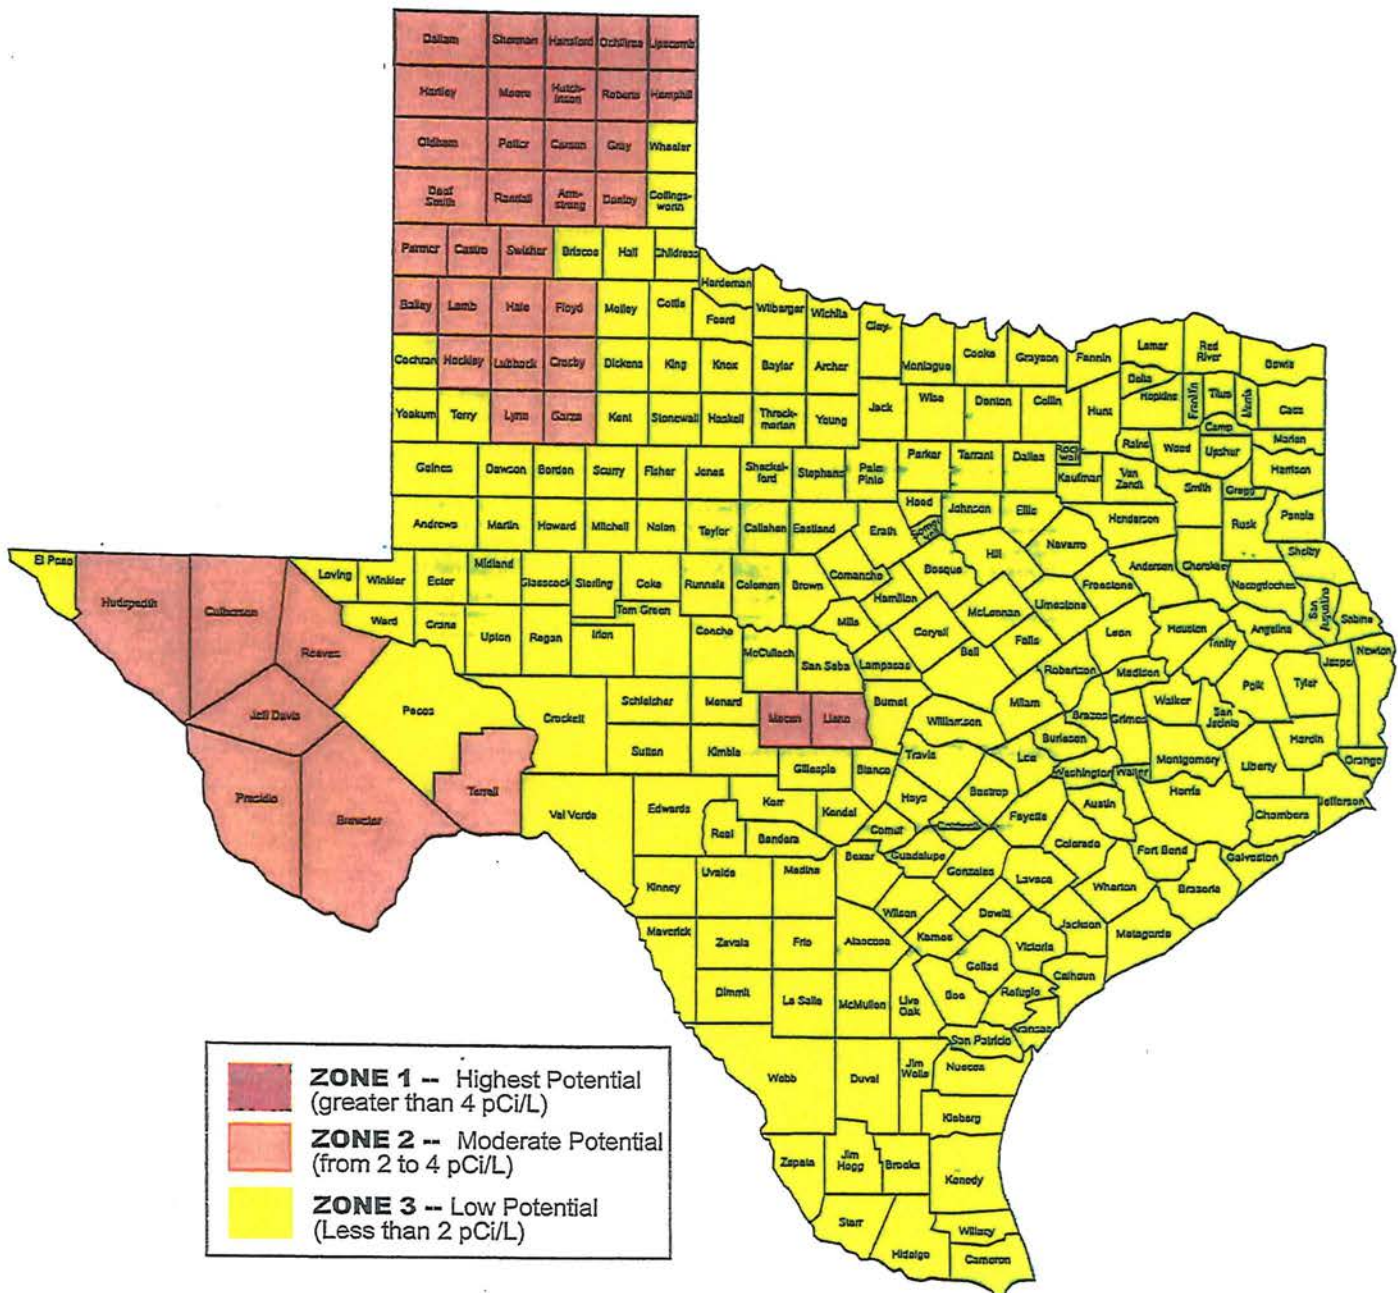 Dallam Sherman Hansford Ochiltree Lipscomb
Hartley Moore Hutch-
inson Roberts Hemphill
Oldham Potter Carson Gray Wheeler
Deaf
Smith Randall Arm-
strong Donley Collings-
worth
Parmer Castro Swisher Briscoe Hall Childress
Hardeman
Bailey Lamb Hale Floyd Motley Cottle Foard Wilbarger Wichita
Clay Montague Cooke Grayson Fannin Lamar Red
River Bowie
Cochran Hockley Lubbock Crosby Dickens King Knox Baylor Archer
Delta Hopkins Franklin Titus Morris Cass
Yoakum Terry Lynn Garza Kent Stonewall Haskell Throck-
morton Young Jack Wise Denton Collin Hunt
Camp
Rains Wood Upshur Marion
Gaines Dawson Borden Scurry Fisher Jones Shackel-
ford Stephens Palo
Pinto Parker Tarrant Dallas Rock-
wall Kaufman Van
Zandt Smith Gregg Harrison
Andrews Martin Howard Mitchell Nolan Taylor Callahan Eastland Erath Hood Somer-
vell Johnson Ellis Henderson Rusk Panola
El Paso Hudspeth Culberson Reeves Loving Winkler Ector Midland Glasscock Sterling Coke Runnels Coleman Brown Comanche Hamilton Bosque Hill Navarro Freestone Anderson Cherokee Nacogdoches Shelby
San
Augustine Sabine
Ward Crane Upton Reagan Irion Tom Green Concho McCulloch San Saba Mills Lampasas Coryell McLennan Limestone Falls Bell Leon Robertson Houston Trinity Angelina Newton
Jasper Tyler Polk
Madison Walker San
Jacinto Hardin
Jeff Davis Pecos Crockett Schleicher Menard Mason Llano Burnet Williamson Milam Brazos Grimes Burleson
Presidio Brewster Terrell Sutton Kimble Gillespie Blanco Travis Lee Washington Waller Montgomery Liberty Orange
Val Verde Edwards Real Kerr Bandera Kendal Hays Comal Caldwell Bastrop Fayette Austin Harris Chambers Jefferson
Kinney Uvalde Medina Bexar Guadalupe Gonzales Lavaca Colorado Wharton Fort Bend Brazoria Galveston
Maverick Zavala Frio Atascosa Wilson Karnes Dewitt Victoria Jackson Matagorda
Dimmit La Salle McMullen Live
Oak Bee Goliad Refugio Calhoun
Aransas
San Patricio
Webb Duval Jim
Wells Nueces
Kleberg
Zapata Jim
Hogg Brooks Kenedy
Starr Hidalgo Willacy
Cameron
ZONE 1 -- Highest Potential
(greater than 4 pCi/L)
ZONE 2 -- Moderate Potential
(from 2 to 4 pCi/L)
ZONE 3 -- Low Potential
(Less than 2 pCi/L)